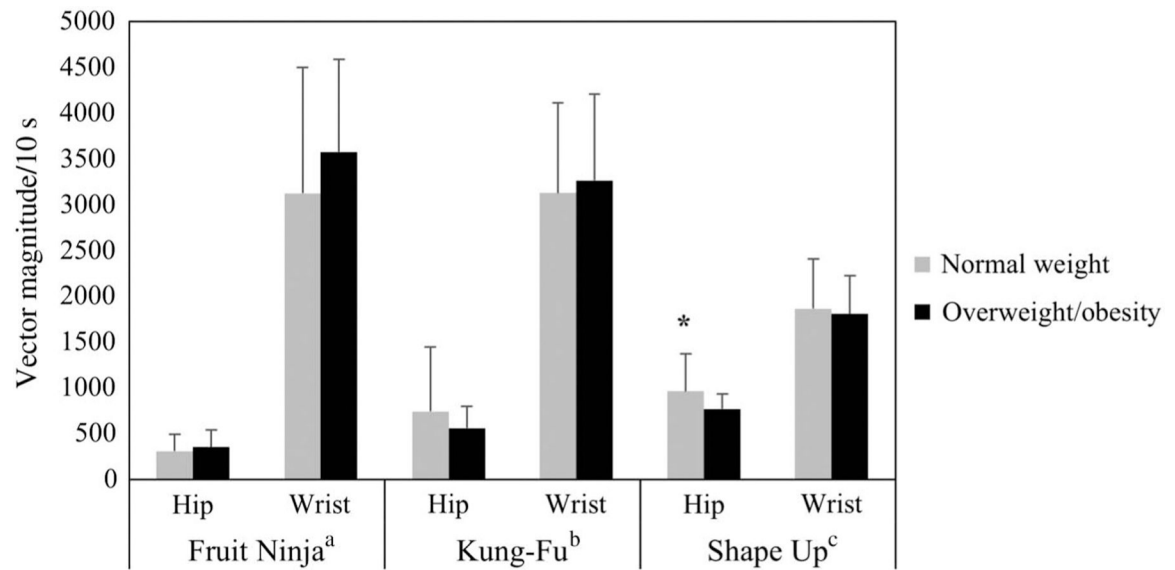 Vector magnitude/10 s
5000
4500
4000
3500
3000
2500
2000
1500
1000
500
0
*
Hip Wrist Hip Wrist Hip Wrist
Fruit Ninjaᵃ Kung-Fuᵇ Shape Upᶜ
Normal weight
Overweight/obesity